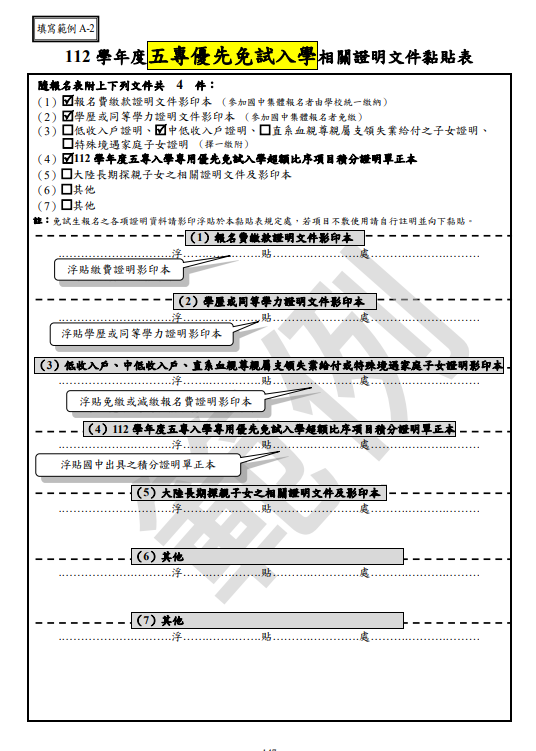 填寫範例 A-2
112 學年度五專優先免試入學相關證明文件黏貼表
隨報名表附上下列文件共 4 件：
(1) ☑報名費繳款證明文件影印本 (參加國中集體報名者由學校統一繳納)
(2) ☑學歷或同等學力證明文件影印本 (參加國中集體報名者免繳)
(3) □低收入戶證明、☑中低收入戶證明、□直系血親尊親屬支領失業給付之子女證明、
□特殊境遇家庭子女證明 (擇一繳附)
(4) ☑112 學年度五專入學專用優先免試入學超額比序項目積分證明單正本
(5) □大陸長期探親子女之相關證明文件及影印本
(6) □其他
(7) □其他
註：免試生報名之各項證明資料請影印浮貼於本黏貼表規定處，若項目不敷使用請自行註明並向下黏貼。
(1) 報名費繳款證明文件影印本
浮 貼 處
浮貼繳費證明影印本
(2) 學歷或同等學力證明文件影印本
浮 貼 處
浮貼學歷或同等學力證明影印本
(3) 低收入戶、中低收入戶、直系血親尊親屬支領失業給付或特殊境遇家庭子女證明影印本
浮 貼 處
浮貼免繳或減繳報名費證明影印本
(4) 112 學年度五專入學專用優先免試入學超額比序項目積分證明單正本
浮 貼 處
浮貼國中出具之積分證明單正本
(5) 大陸長期探親子女之相關證明文件及影印本
浮 貼 處
(6) 其他
浮 貼 處
(7) 其他
浮 貼 處
範例